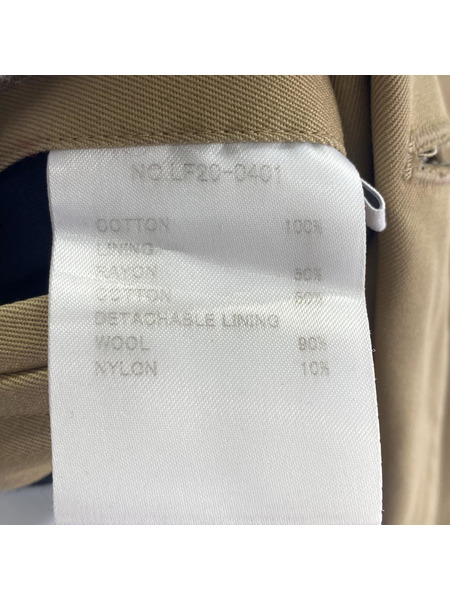 NO.LF20-0401
COTTON 100%
LINING
RAYON 50%
COTTON 50%
DETACHABLE LINING
WOOL 90%
NYLON 10%